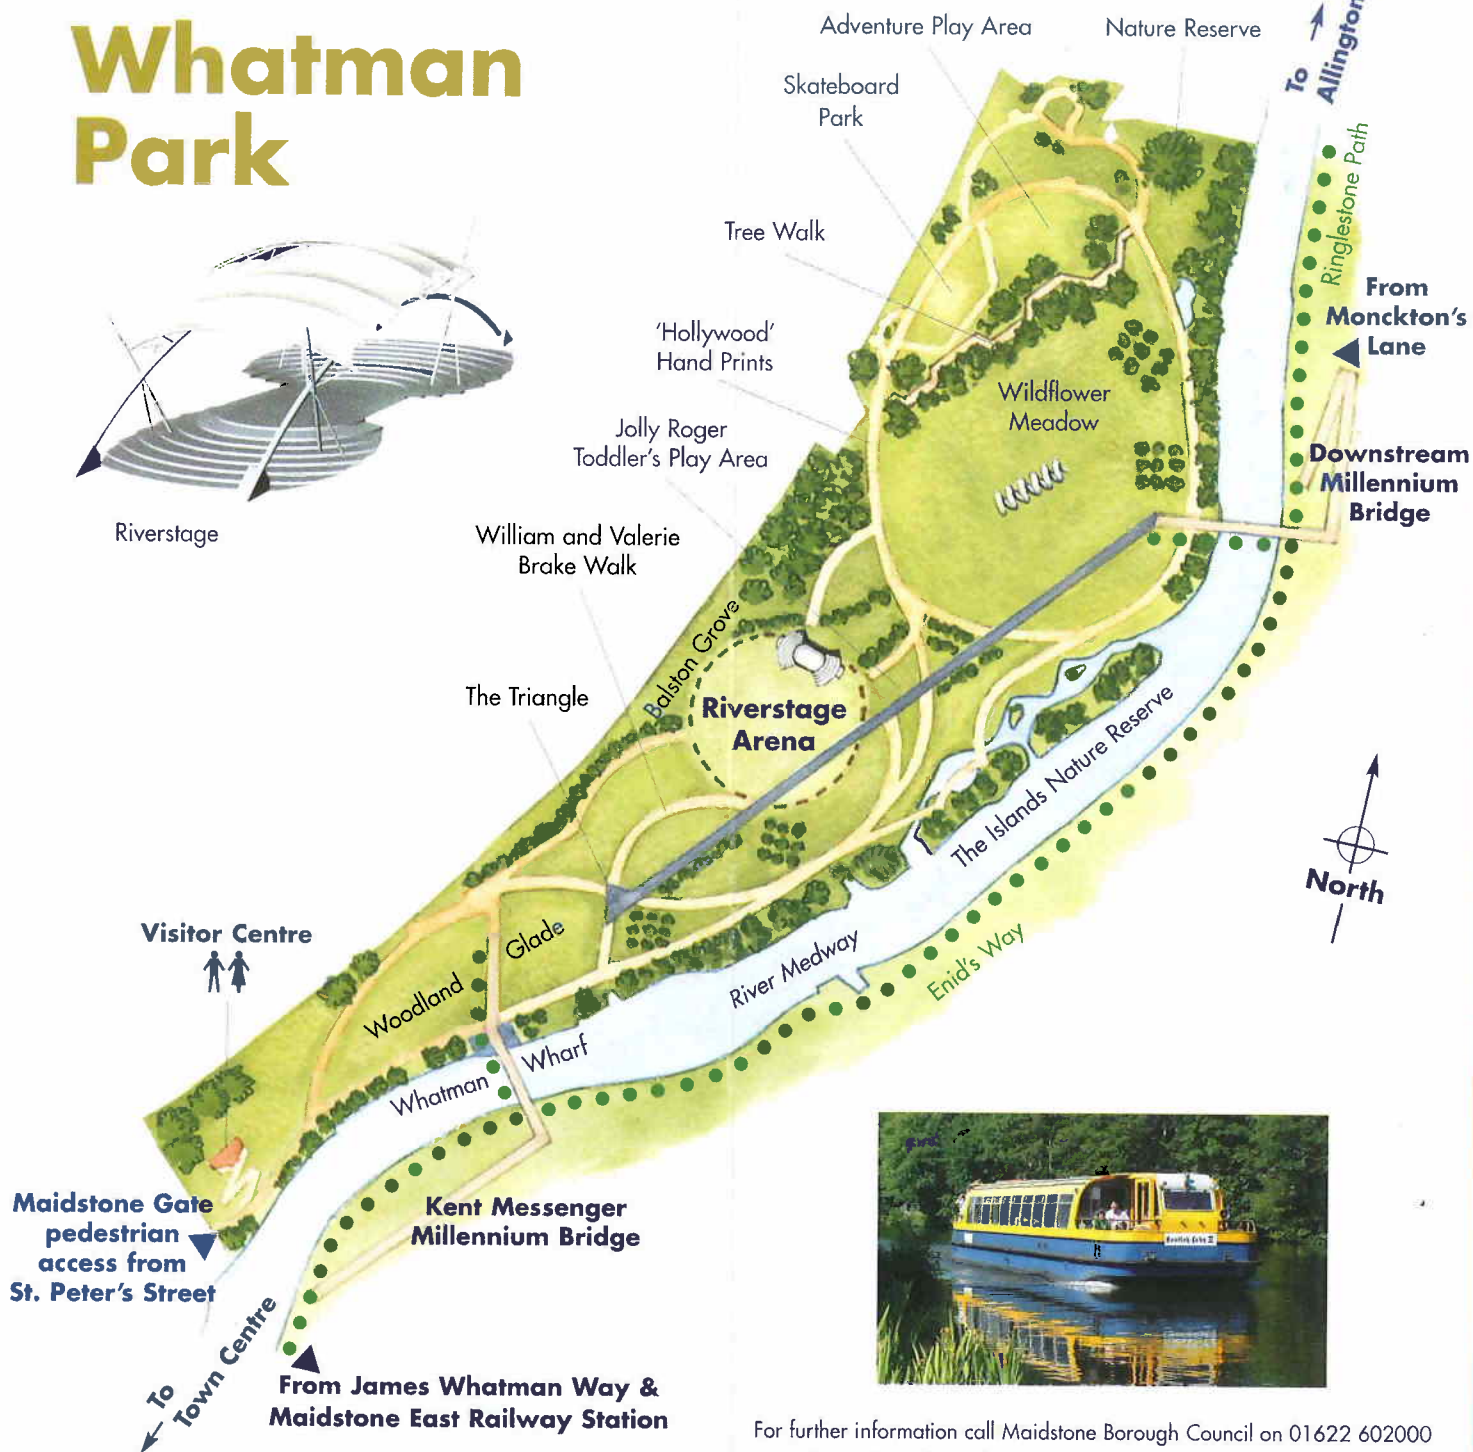 Whatman
Park
Adventure Play Area
Nature Reserve
To
Allington
Skateboard
Park
Tree Walk
'Hollywood'
Hand Prints
Jolly Roger
Toddler's Play Area
William and Valerie
Brake Walk
The Triangle
Riverstage
Balston Grove
Riverstage
Arena
Wildflower
Meadow
Ringlestone Path
From
Monckton's
Lane
Downstream
Millennium
Bridge
The Islands Nature Reserve
North
Visitor Centre
Woodland
Glade
River Medway
Enid's Way
Whatman
Wharf
Maidstone Gate
pedestrian
access from
St. Peter's Street
Kent Messenger
Millennium Bridge
To
Town Centre
From James Whatman Way &
Maidstone East Railway Station
For further information call Maidstone Borough Council on 01622 602000